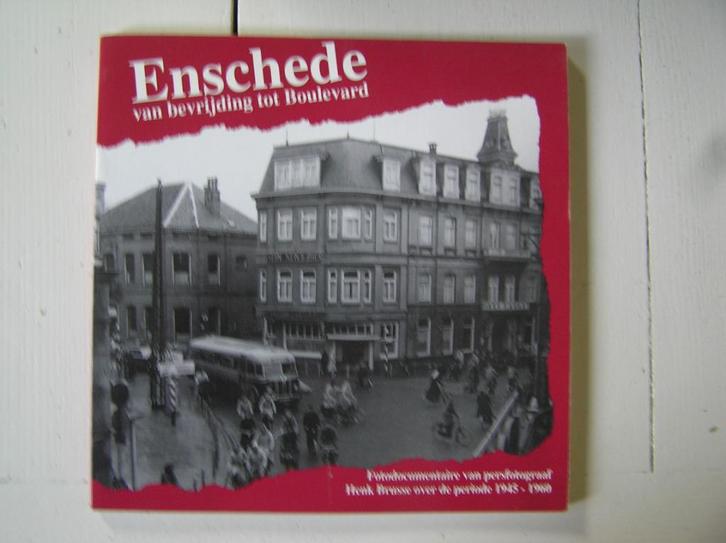 Enschede
van bevrijding tot Boulevard
Fotodocumentaire van persfotograaf
Henk Brusse over de periode 1945 - 1960